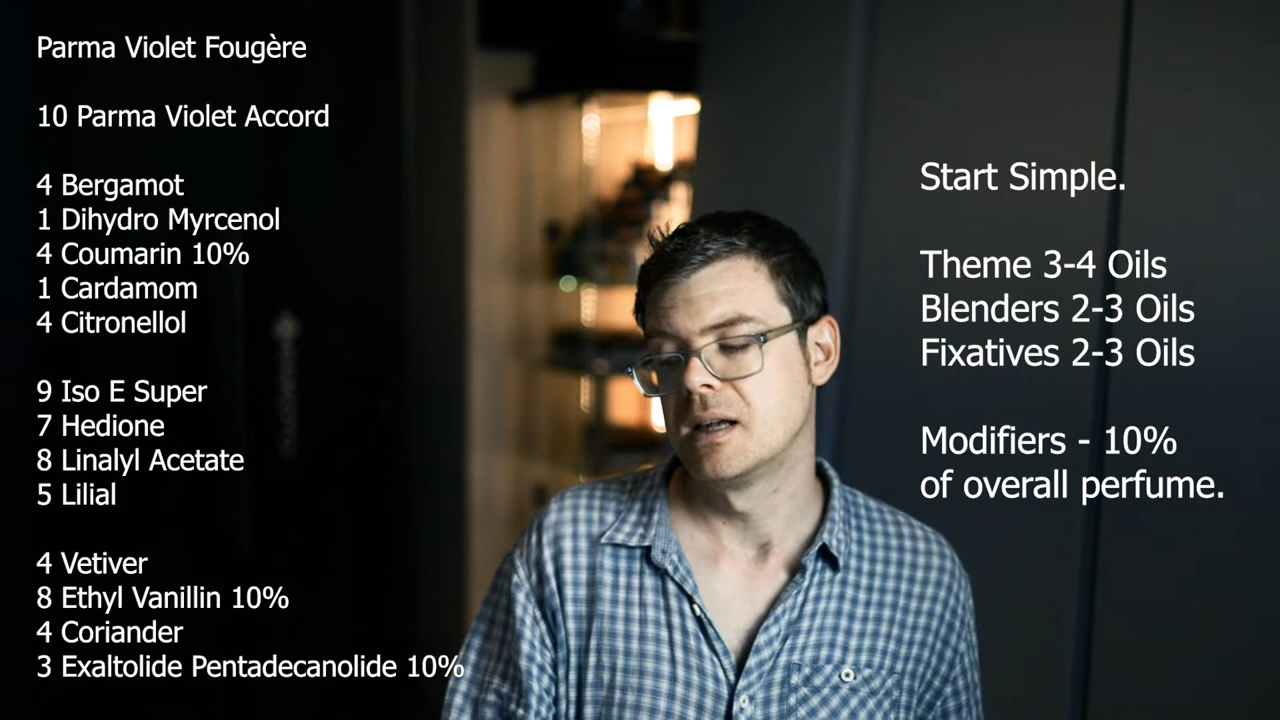 Parma Violet Fougère
10 Parma Violet Accord
4 Bergamot
1 Dihydro Myrcenol
4 Coumarin 10%
1 Cardamom
4 Citronellol
9 Iso E Super
7 Hedione
8 Linalyl Acetate
5 Lilial
4 Vetiver
8 Ethyl Vanillin 10%
4 Coriander
3 Exaltolide Pentadecanolide 10%
Start Simple.
Theme 3-4 Oils
Blenders 2-3 Oils
Fixatives 2-3 Oils
Modifiers - 10%
of overall perfume.